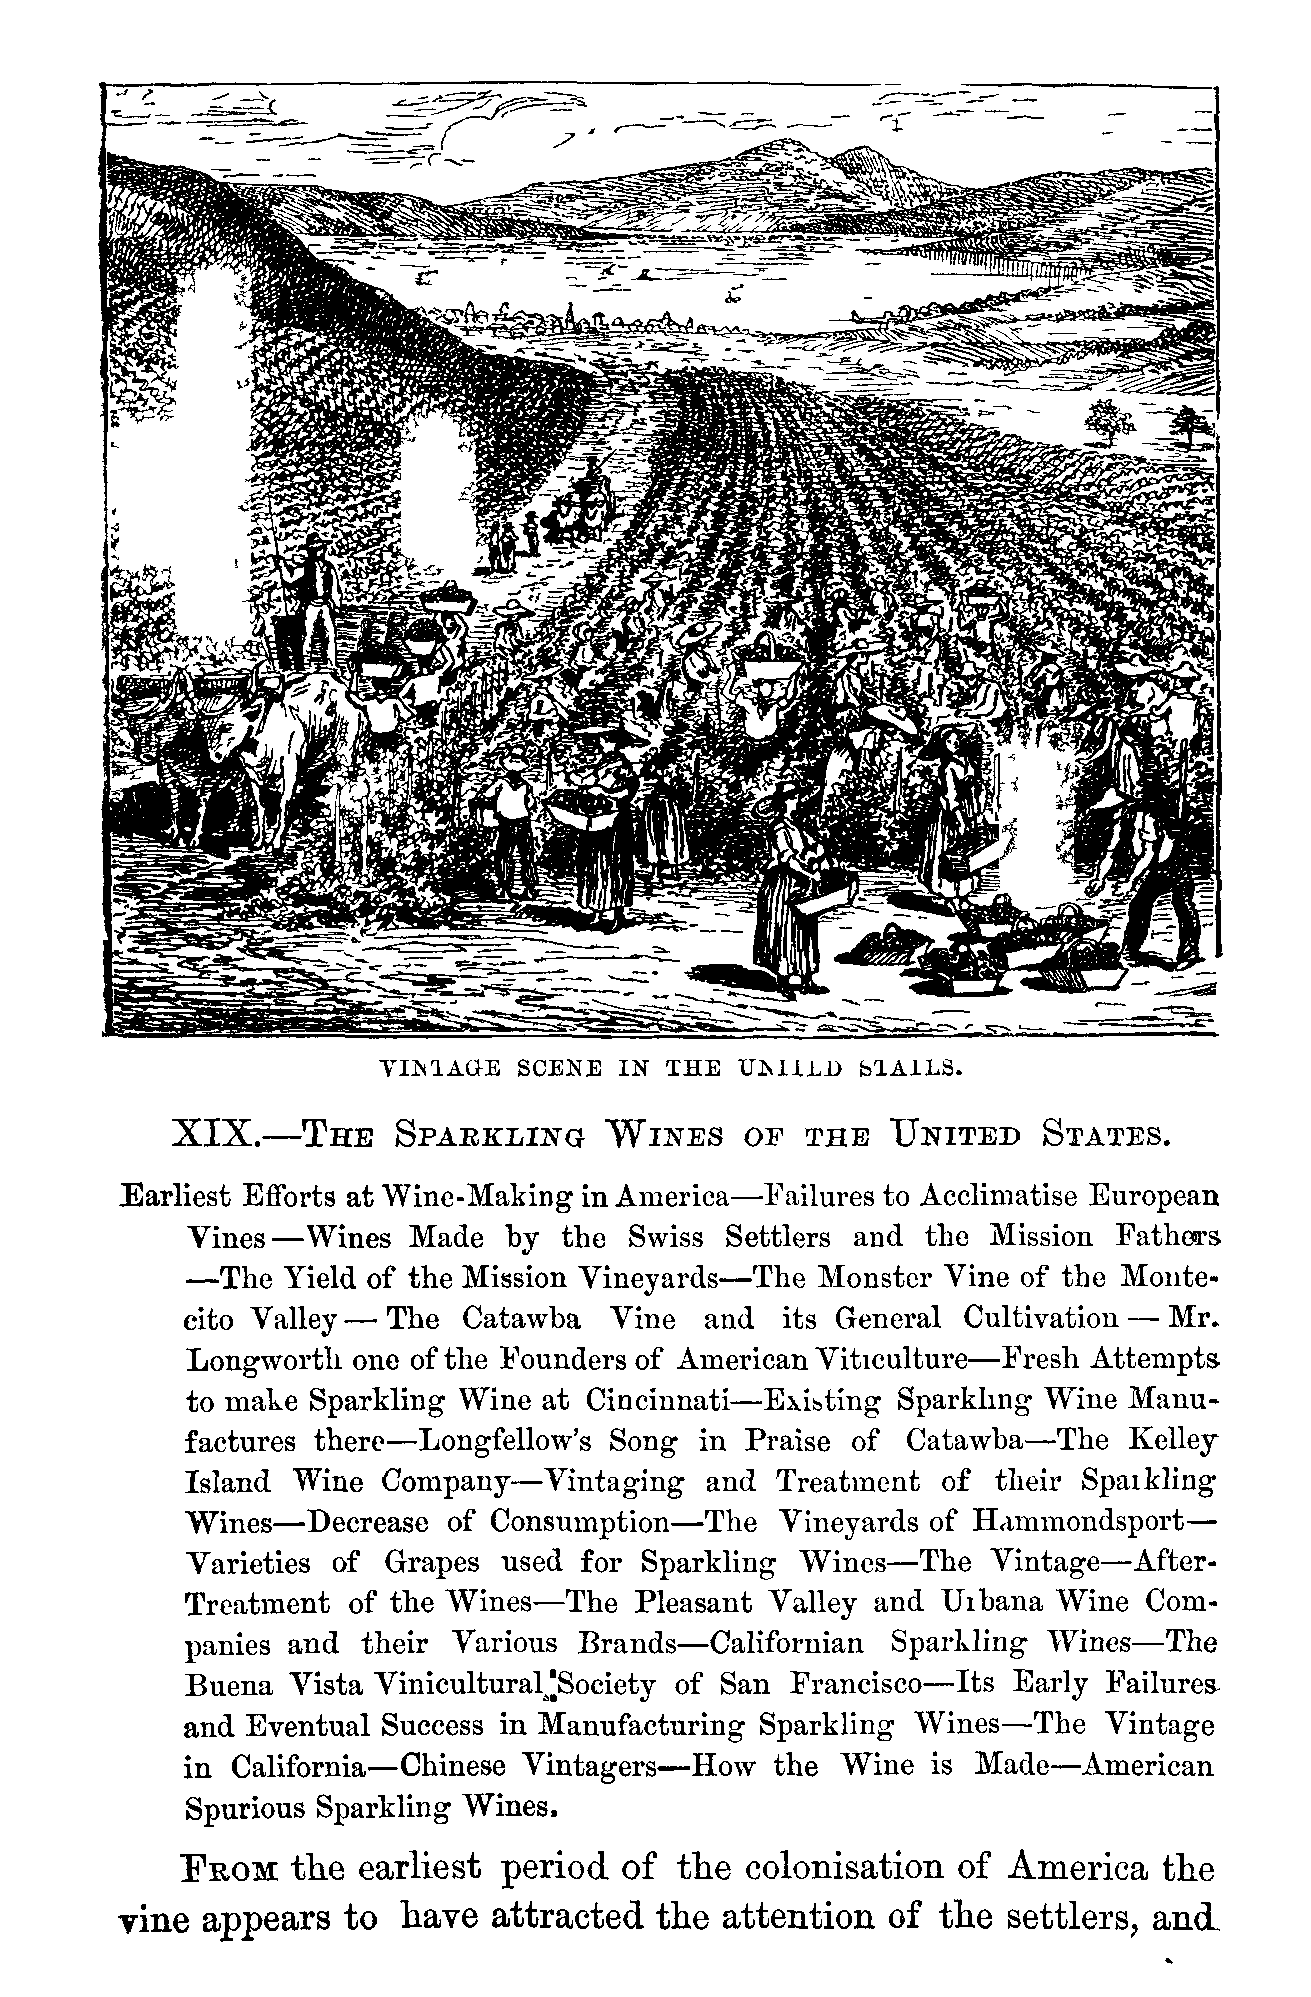 VINTAGE SCENE IN THE UNITED STATES.
XIX.—The Sparkling Wines of the United States.
Earliest Efforts at Wine-Making in America—Failures to Acclimatise European
Vines—Wines Made by the Swiss Settlers and the Mission Fathers
—The Yield of the Mission Vineyards—The Monster Vine of the Monte-
cito Valley—The Catawba Vine and its General Cultivation—Mr.
Longworth one of the Founders of American Viticulture—Fresh Attempts
to make Sparkling Wine at Cincinnati—Existing Sparkling Wine Manu-
factures there—Longfellow's Song in Praise of Catawba—The Kelley
Island Wine Company—Vintaging and Treatment of their Sparkling
Wines—Decrease of Consumption—The Vineyards of Hammondsport—
Varieties of Grapes used for Sparkling Wines—The Vintage—After-
Treatment of the Wines—The Pleasant Valley and Urbana Wine Com-
panies and their Various Brands—Californian Sparkling Wines—The
Buena Vista Vinicultural Society of San Francisco—Its Early Failures
and Eventual Success in Manufacturing Sparkling Wines—The Vintage
in California—Chinese Vintagers—How the Wine is Made—American
Spurious Sparkling Wines.
From the earliest period of the colonisation of America the
vine appears to have attracted the attention of the settlers, and